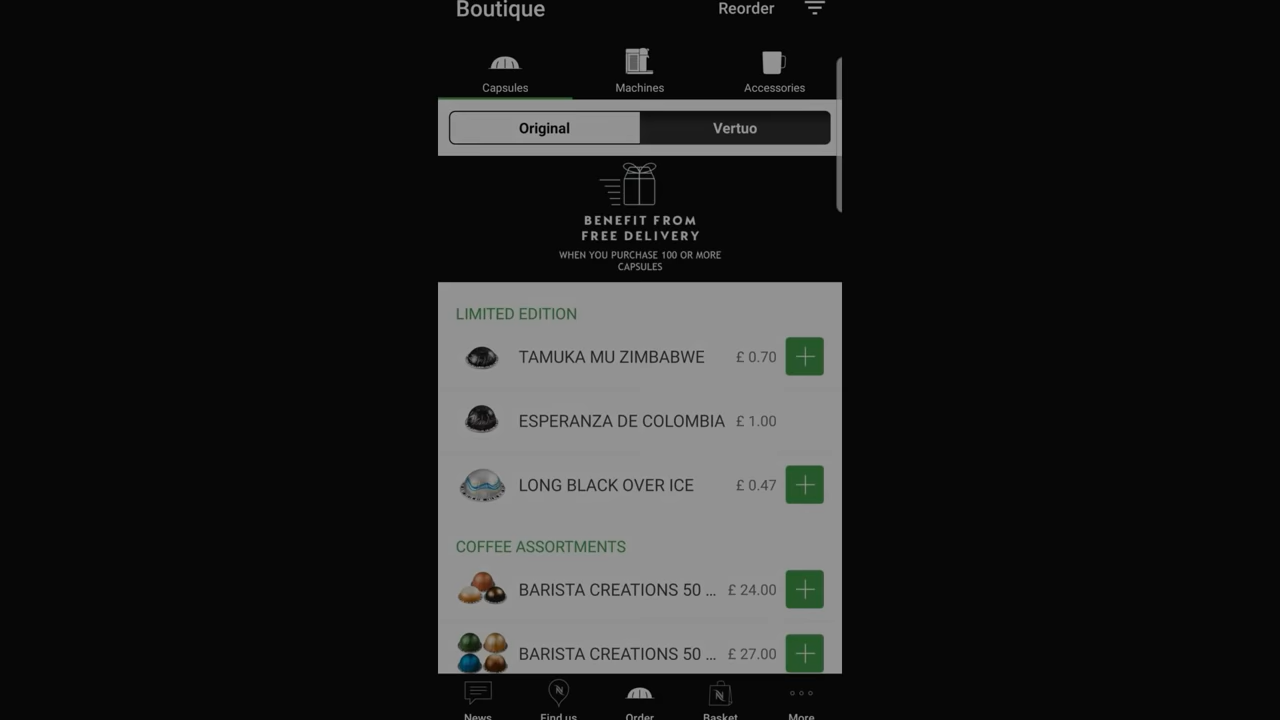 Boutique Reorder
Capsules Machines Accessories
Original Vertuo
BENEFIT FROM
FREE DELIVERY
WHEN YOU PURCHASE 100 OR MORE
CAPSULES
LIMITED EDITION
TAMUKA MU ZIMBABWE £ 0.70
ESPERANZA DE COLOMBIA £ 1.00
LONG BLACK OVER ICE £ 0.47
COFFEE ASSORTMENTS
BARISTA CREATIONS 50 ... £ 24.00
BARISTA CREATIONS 50 ... £ 27.00
News Find us Order Basket More